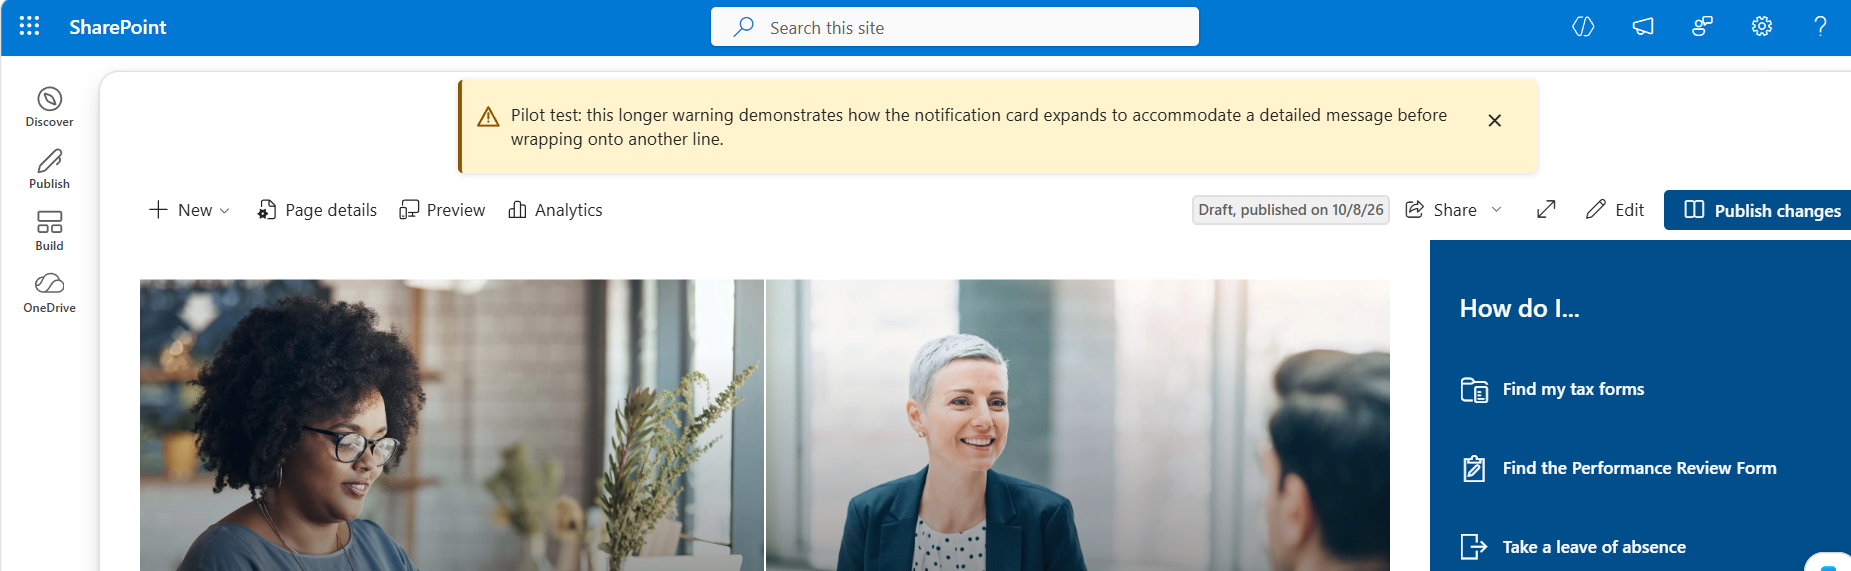 SharePoint
Search this site
?
Discover
Publish
Build
OneDrive
Pilot test: this longer warning demonstrates how the notification card expands to accommodate a detailed message before
wrapping onto another line.
New
Page details
Preview
Analytics
Draft, published on 10/8/26
Share
Edit
Publish changes
How do I...
Find my tax forms
Find the Performance Review Form
Take a leave of absence